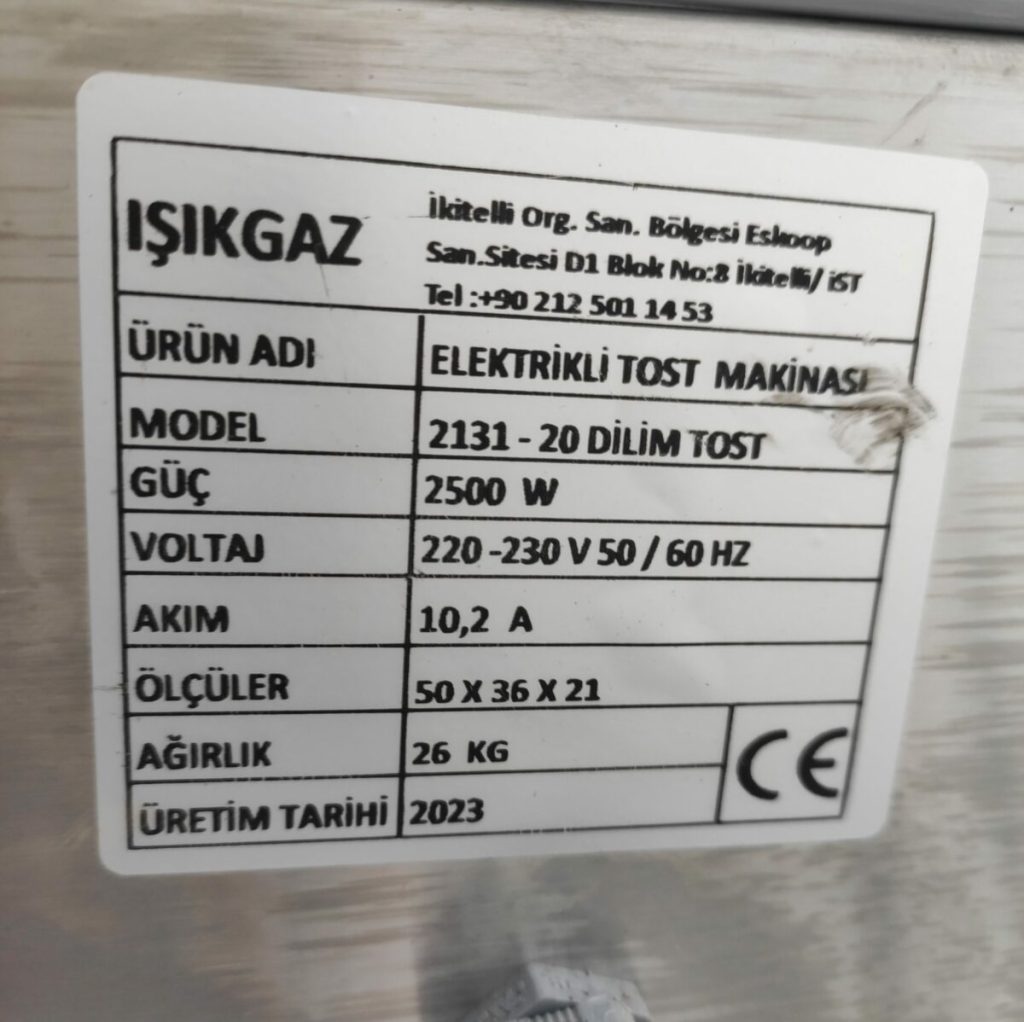 IŞIKGAZ
İkitelli Org. San. Bölgesi Eskoop
San.Sitesi D1 Blok No:8 İkitelli/ iST
Tel :+90 212 501 14 53
ÜRÜN ADI ELEKTRİKLİ TOST MAKİNASI
MODEL 2131 - 20 DİLİM TOST
GÜÇ 2500 W
VOLTAJ 220 -230 V 50 / 60 HZ
AKIM 10,2 A
ÖLÇÜLER 50 X 36 X 21
AĞIRLIK 26 KG
ÜRETİM TARİHİ 2023
CE